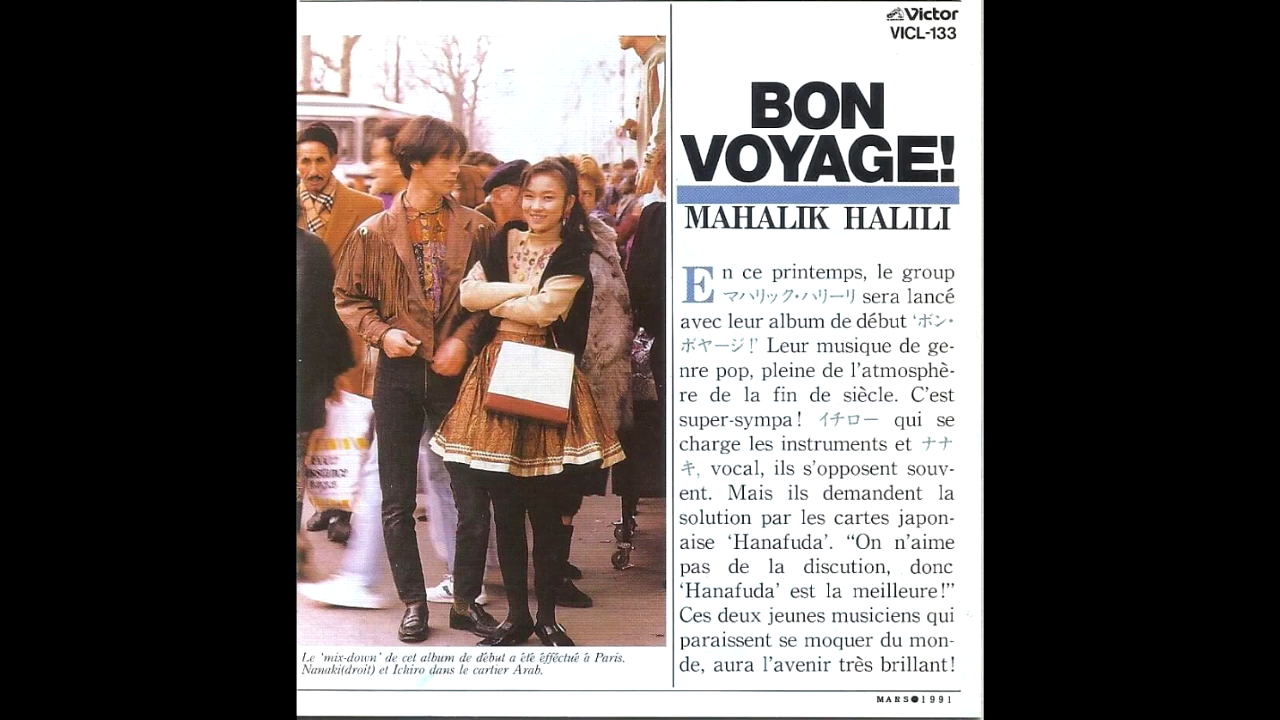 Victor
VICL-133
BON
VOYAGE!
MAHALIK HALILI
En ce printemps, le group
マハリック・ハリーリ sera lancé
avec leur album de début ‘ボン・
ボヤージ!’ Leur musique de ge-
nre pop, pleine de l’atmosphè-
re de la fin de siècle. C’est
super-sympa! イチロー qui se
charge les instruments et ナナ
キ, vocal, ils s’opposent souv-
ent. Mais ils demandent la
solution par les cartes japon-
aise ‘Hanafuda’. “On n’aime
pas de la discution, donc
‘Hanafuda’ est la meilleure!”
Ces deux jeunes musiciens qui
paraissent se moquer du mon-
de, aura l’avenir très brillant!
Le ‘mix-down’ de cet album de début a été éfféctué à Paris.
Nanaki(droit) et Ichiro dans le cartier Arab.
MARS●1991